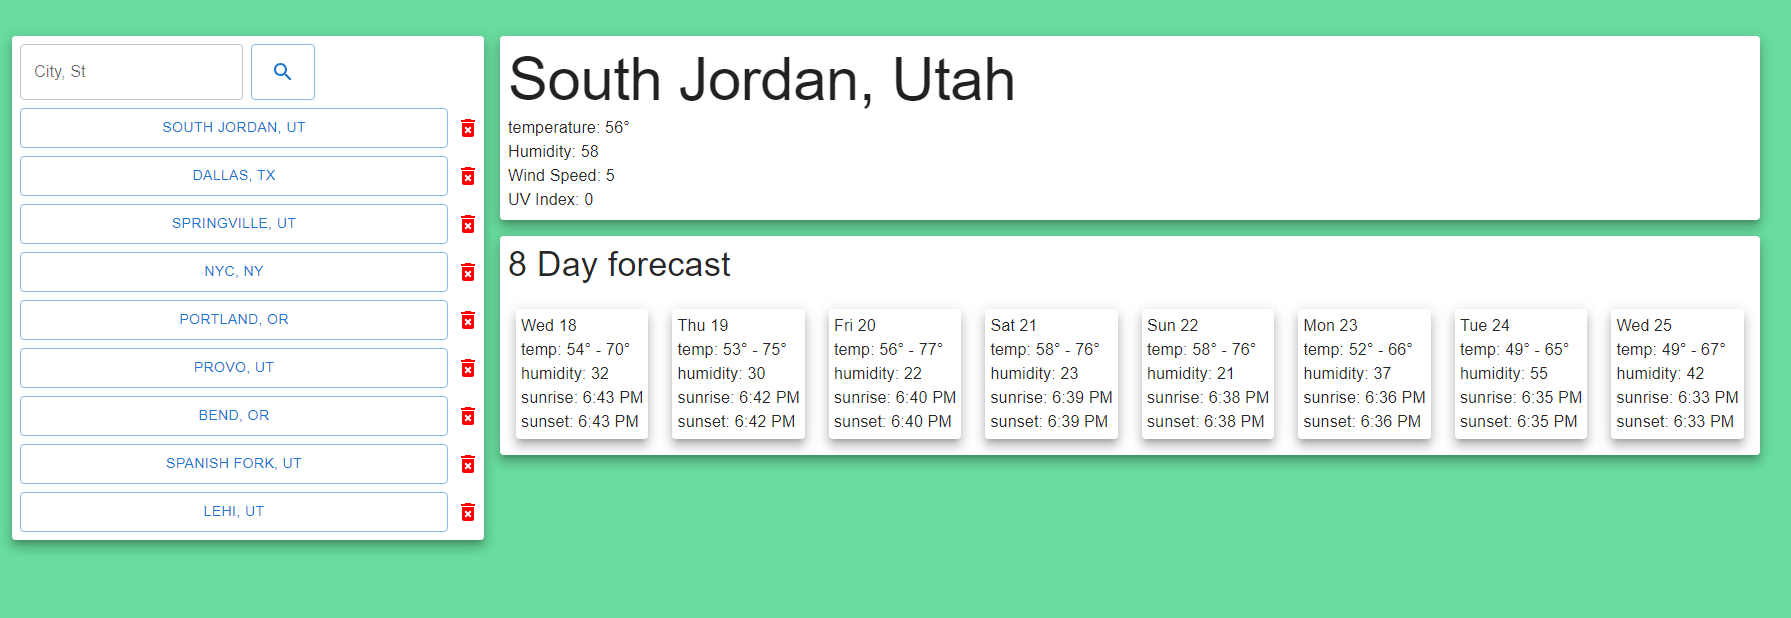 City, St
SOUTH JORDAN, UT
DALLAS, TX
SPRINGVILLE, UT
NYC, NY
PORTLAND, OR
PROVO, UT
BEND, OR
SPANISH FORK, UT
LEHI, UT
South Jordan, Utah
temperature: 56°
Humidity: 58
Wind Speed: 5
UV Index: 0
8 Day forecast
Wed 18
temp: 54° - 70°
humidity: 32
sunrise: 6:43 PM
sunset: 6:43 PM
Thu 19
temp: 53° - 75°
humidity: 30
sunrise: 6:42 PM
sunset: 6:42 PM
Fri 20
temp: 56° - 77°
humidity: 22
sunrise: 6:40 PM
sunset: 6:40 PM
Sat 21
temp: 58° - 76°
humidity: 23
sunrise: 6:39 PM
sunset: 6:39 PM
Sun 22
temp: 58° - 76°
humidity: 21
sunrise: 6:38 PM
sunset: 6:38 PM
Mon 23
temp: 52° - 66°
humidity: 37
sunrise: 6:36 PM
sunset: 6:36 PM
Tue 24
temp: 49° - 65°
humidity: 55
sunrise: 6:35 PM
sunset: 6:35 PM
Wed 25
temp: 49° - 67°
humidity: 42
sunrise: 6:33 PM
sunset: 6:33 PM